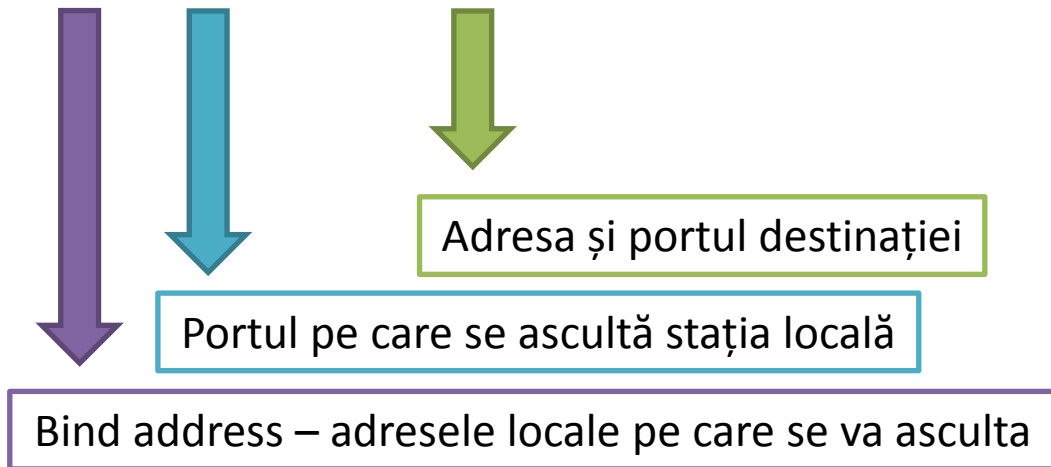 Adresa și portul destinației
Portul pe care se ascultă stația locală
Bind address – adresele locale pe care se va asculta